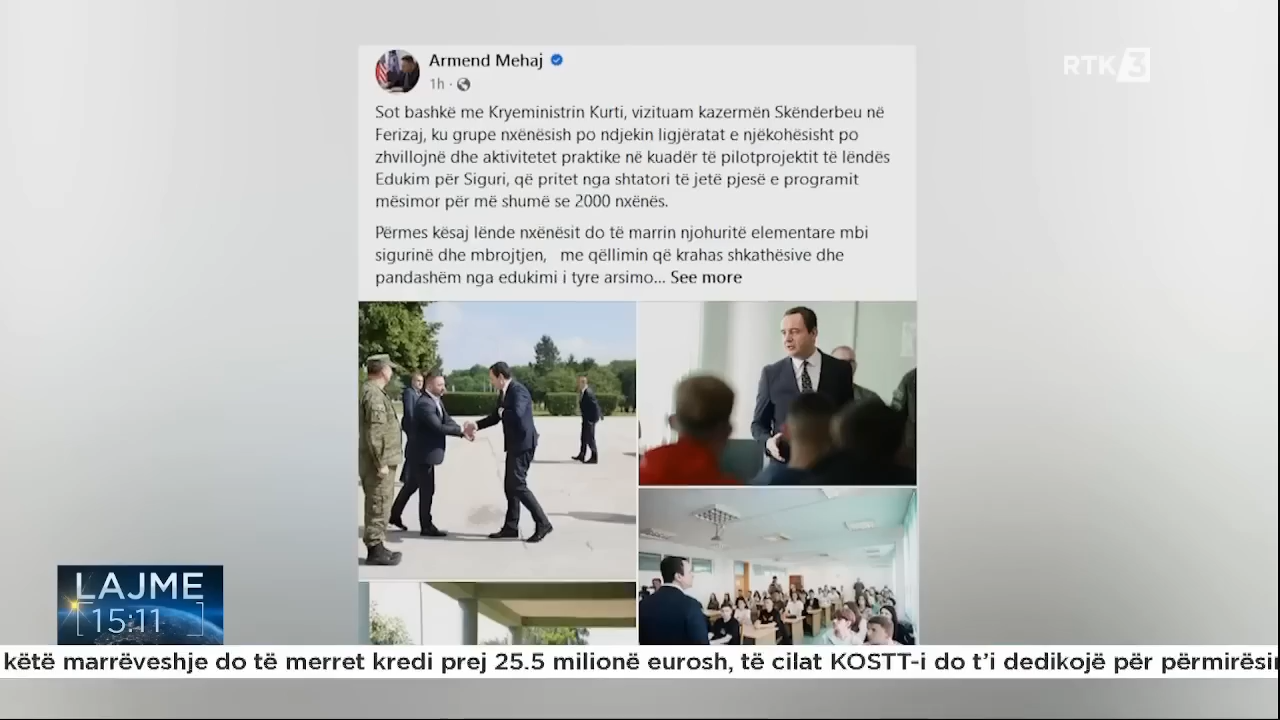 Armend Mehaj
1h
RTK 3
Sot bashkë me Kryeministrin Kurti, vizituam kazermën Skënderbeu në
Ferizaj, ku grupe nxënësish po ndjekin ligjëratat e njëkohësisht po
zhvillojnë dhe aktivitetet praktike në kuadër të pilotprojektit të lëndës
Edukim për Siguri, që pritet nga shtatori të jetë pjesë e programit
mësimor për më shumë se 2000 nxënës.
Përmes kësaj lënde nxënësit do të marrin njohuritë elementare mbi
sigurinë dhe mbrojtjen, me qëllimin që krahas shkathësive dhe
pandashëm nga edukimi i tyre arsimo... See more
LAJME
15:11
këtë marrëveshje do të merret kredi prej 25.5 milionë eurosh, të cilat KOSTT-i do t'i dedikojë për përmirësi